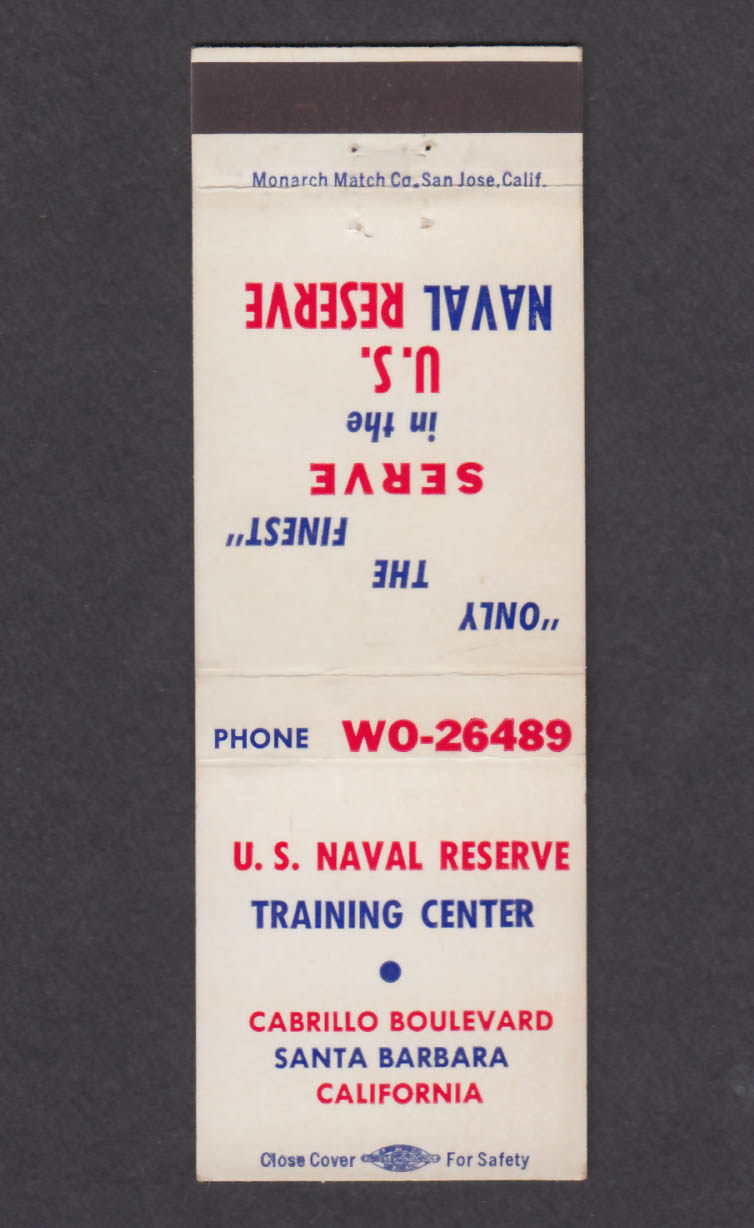 Monarch Match Co. San Jose, Calif.
"ONLY
THE
FINEST"
SERVE
in the
U.S.
NAVAL RESERVE
PHONE WO-26489
U. S. NAVAL RESERVE
TRAINING CENTER
CABRILLO BOULEVARD
SANTA BARBARA
CALIFORNIA
Close Cover For Safety